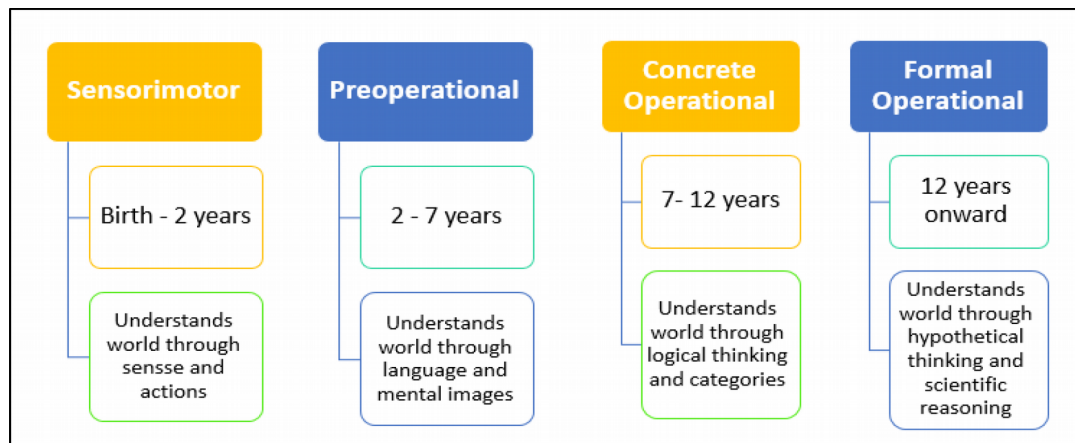 Sensorimotor
Birth - 2 years
Understands
world through
sensse and
actions
Preoperational
2 - 7 years
Understands
world through
language and
mental images
Concrete
Operational
7- 12 years
Understands
world through
logical thinking
and categories
Formal
Operational
12 years
onward
Understands
world through
hypothetical
thinking and
scientific
reasoning